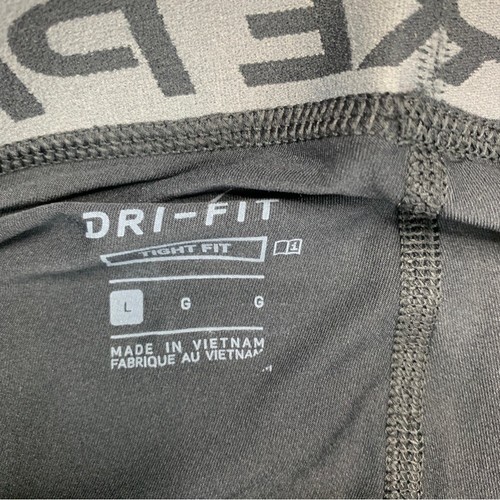 DRI-FIT
TIGHT FIT
L G G
MADE IN VIETNAM
FABRIQUE AU VIETNAM